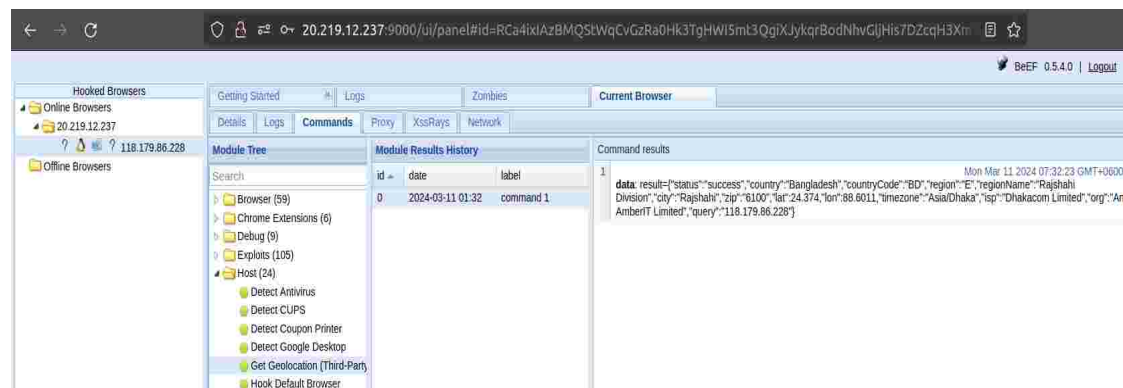 20.219.12.237:9000/ui/panel#id=RCa4ixIAzBMQStWqCvGzRa0Hk3TgHWI5mL3QgiXJykqrBodNhvGljHis7DZcqH3Xm
BeEF 0.5.4.0 | Logout
Hooked Browsers
Getting Started
Logs
Zombies
Current Browser
Online Browsers
20.219.12.237
? ? 118.179.86.228
Offline Browsers
Details
Logs
Commands
Proxy
XssRays
Network
Module Tree
Search
Browser (59)
Chrome Extensions (6)
Debug (9)
Exploits (105)
Host (24)
Detect Antivirus
Detect CUPS
Detect Coupon Printer
Detect Google Desktop
Get Geolocation (Third-Party
Hook Default Browser
Module Results History
id date label
0 2024-03-11 01:32 command 1
Command results
1 Mon Mar 11 2024 07:32:23 GMT+0600
data: result={"status":"success","country":"Bangladesh","countryCode":"BD","region":"E","regionName":"Rajshahi
Division","city":"Rajshahi","zip":"6100","lat":24.374,"lon":88.6011,"timezone":"Asia/Dhaka","isp":"Dhakacom Limited","org":"Am
AmberIT Limited","query":"118.179.86.228"}